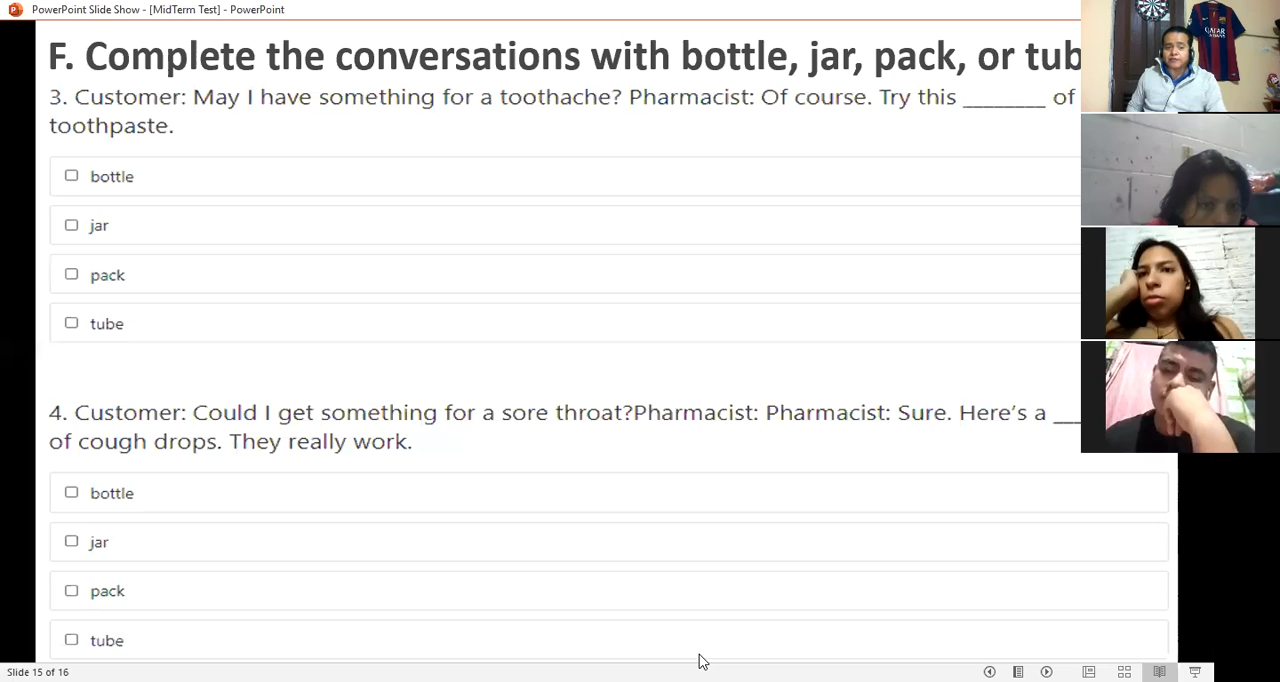 PowerPoint Slide Show - [MidTerm Test] - PowerPoint
F. Complete the conversations with bottle, jar, pack, or tub
3. Customer: May I have something for a toothache? Pharmacist: Of course. Try this ________ of
toothpaste.
bottle
jar
pack
tube
4. Customer: Could I get something for a sore throat?Pharmacist: Pharmacist: Sure. Here's a ___
of cough drops. They really work.
bottle
jar
pack
tube
Slide 15 of 16